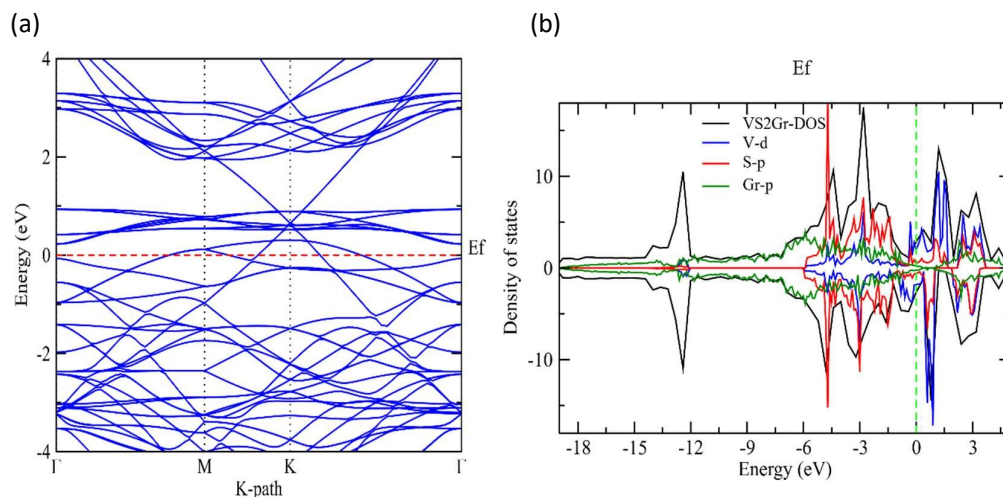 (a)
4
2
0
-2
-4
Energy (eV)
Ef
Γ
M
K
Γ
K-path
(b)
Ef
VS2Gr-DOS
V-d
S-p
Gr-p
10
0
-10
Density of states
-18
-15
-12
-9
-6
-3
0
3
Energy (eV)